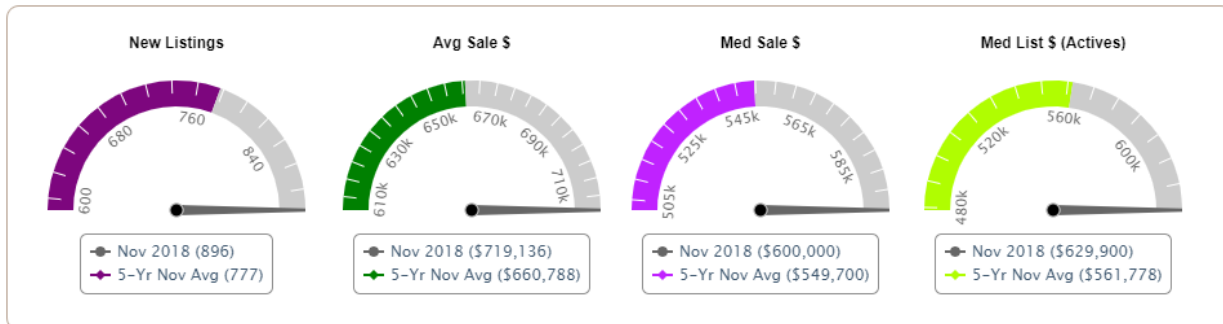 New Listings
600
680
760
840
Nov 2018 (896)
5-Yr Nov Avg (777)
Avg Sale $
610k
630k
650k
670k
690k
710k
Nov 2018 ($719,136)
5-Yr Nov Avg ($660,788)
Med Sale $
505k
525k
545k
565k
585k
Nov 2018 ($600,000)
5-Yr Nov Avg ($549,700)
Med List $ (Actives)
480k
520k
560k
600k
Nov 2018 ($629,900)
5-Yr Nov Avg ($561,778)